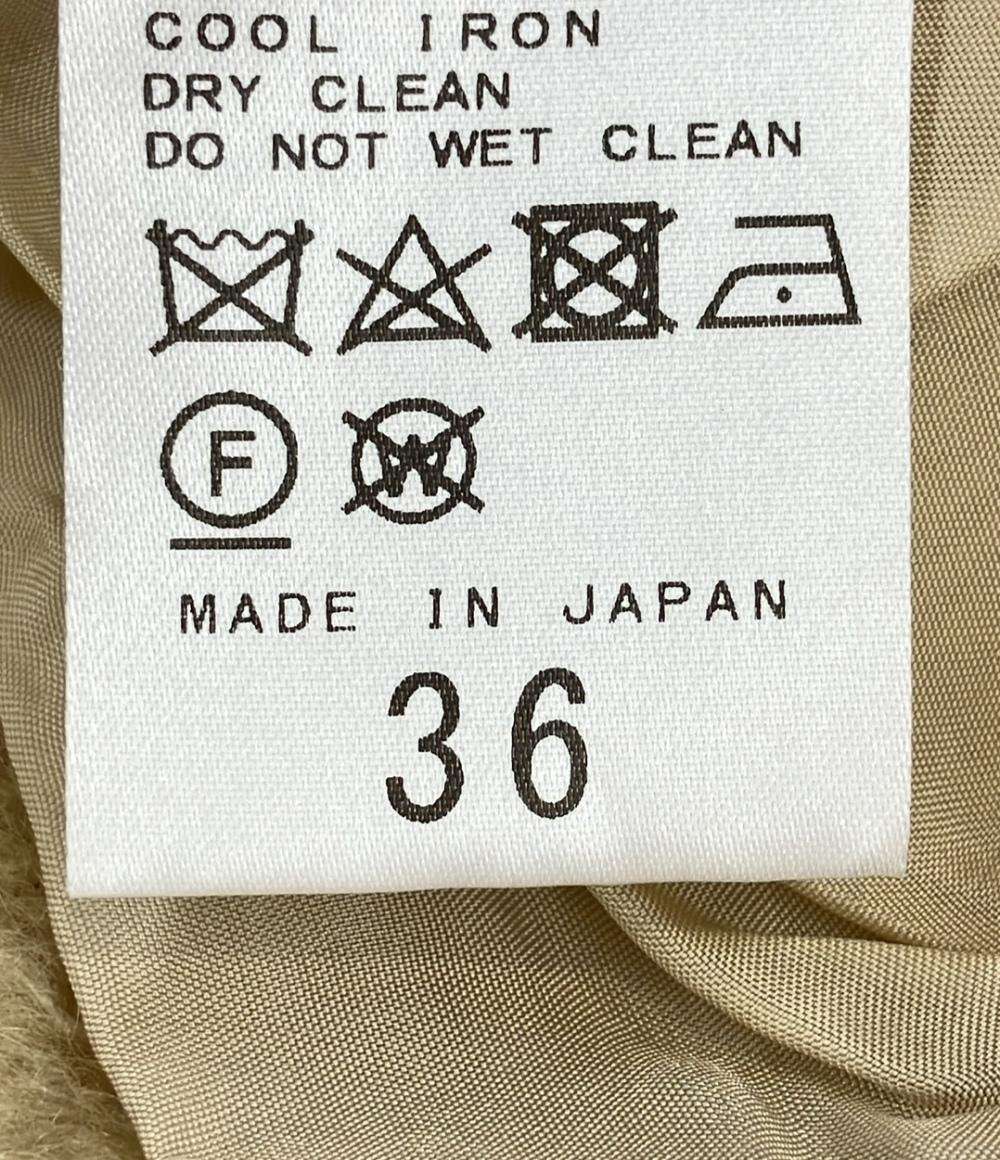 COOL IRON
DRY CLEAN
DO NOT WET CLEAN
F W
MADE IN JAPAN
36